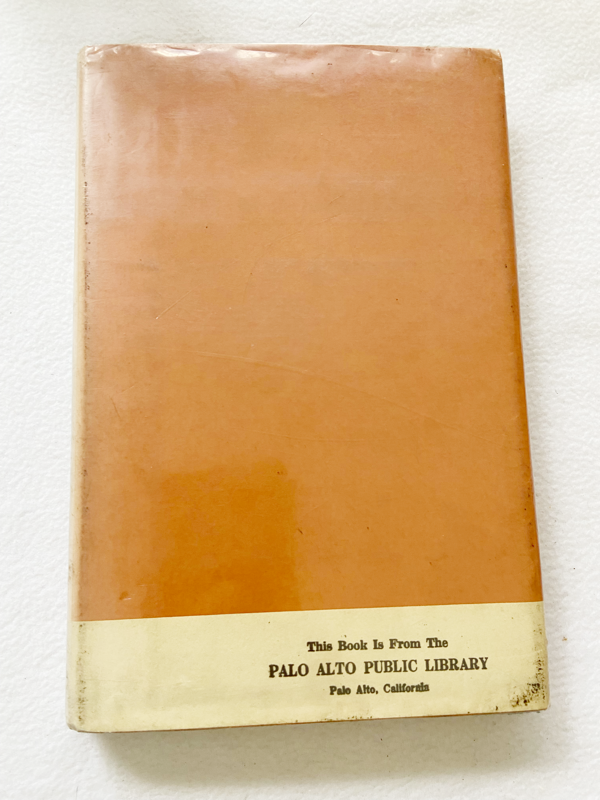 This Book Is From The
PALO ALTO PUBLIC LIBRARY
Palo Alto, California